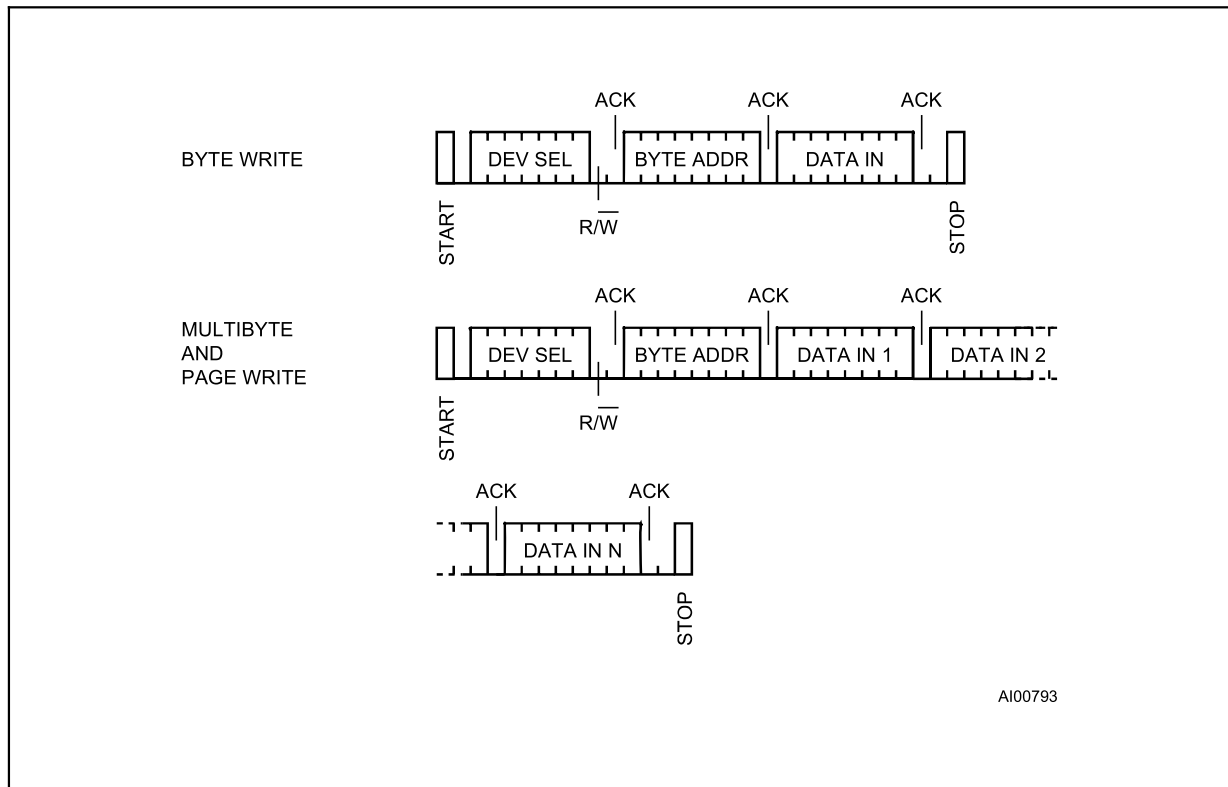 ACK ACK ACK
BYTE WRITE DEV SEL BYTE ADDR DATA IN
R/W̅
START STOP
ACK ACK ACK
MULTIBYTE
AND
PAGE WRITE
DEV SEL BYTE ADDR DATA IN 1 DATA IN 2
R/W̅
START
ACK ACK
DATA IN N
STOP
AI00793